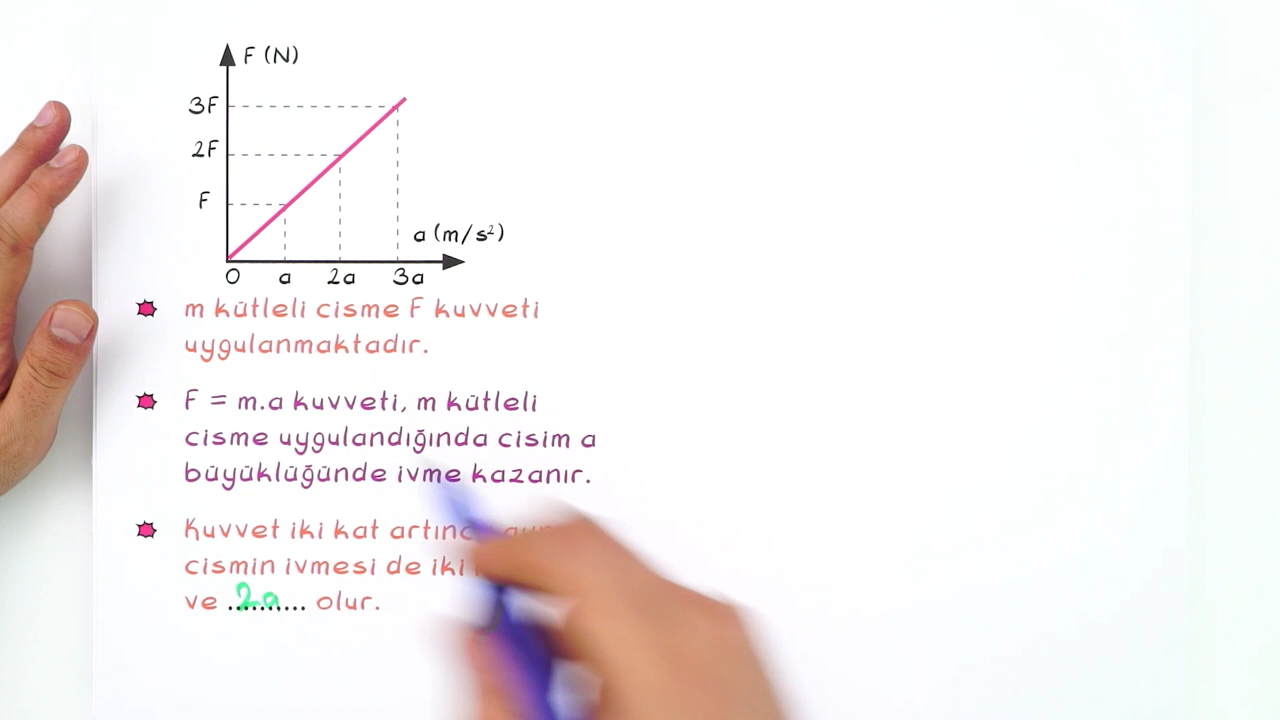 F (N)
3F
2F
F
a (m/s²)
0 a 2a 3a
m kütleli cisme F kuvveti
uygulanmaktadır.
F = m.a kuvveti, m kütleli
cisme uygulandığında cisim a
büyüklüğünde ivme kazanır.
Kuvvet iki kat
cismin ivmesi de iki
ve ...2a... olur.